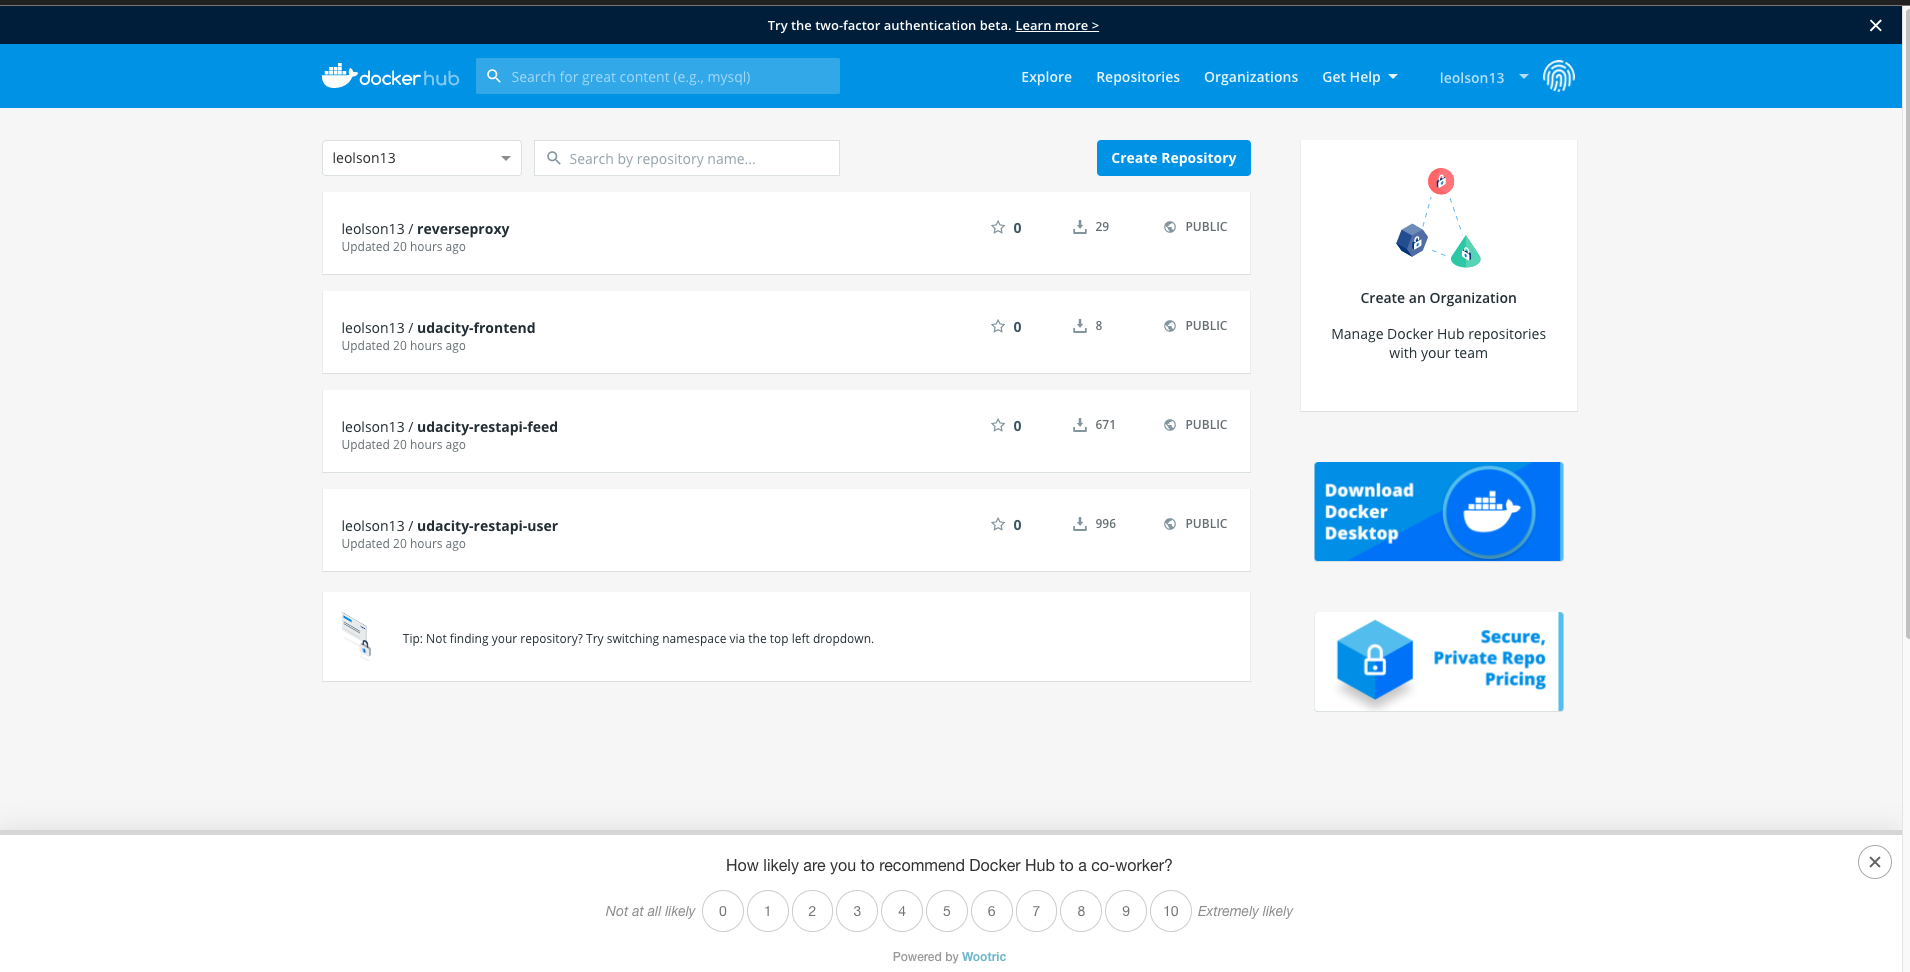 Try the two-factor authentication beta. Learn more >
dockerhub
Search for great content (e.g., mysql)
Explore
Repositories
Organizations
Get Help
leolson13
leolson13
Search by repository name...
Create Repository
leolson13 / reverseproxy
Updated 20 hours ago
0
29
PUBLIC
leolson13 / udacity-frontend
Updated 20 hours ago
0
8
PUBLIC
leolson13 / udacity-restapi-feed
Updated 20 hours ago
0
671
PUBLIC
leolson13 / udacity-restapi-user
Updated 20 hours ago
0
996
PUBLIC
Tip: Not finding your repository? Try switching namespace via the top left dropdown.
Create an Organization
Manage Docker Hub repositories
with your team
Download
Docker
Desktop
Secure,
Private Repo
Pricing
How likely are you to recommend Docker Hub to a co-worker?
Not at all likely 0 1 2 3 4 5 6 7 8 9 10 Extremely likely
Powered by Wootric